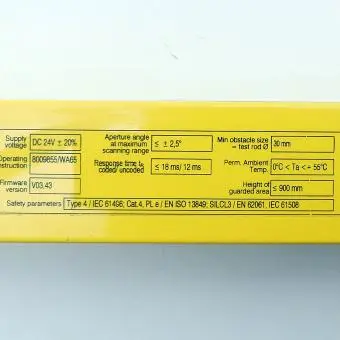 Supply voltage DC 24V ± 20%
Aperture angle at maximum scanning range ≤ ± 2,5°
Min obstacle size = test rod Ø 30 mm
Operating instruction 8009855/WA65
Response time tR coded/ uncoded ≤ 18 ms/ 12 ms
Perm. Ambient Temp. 0°C < Ta < = 55°C
Firmware version V03,43
Height of guarded area ≤ 900 mm
Safety parameters Type 4 / IEC 61496; Cat.4, PL e / EN ISO 13849; SILCL3 / EN 62061, IEC 61508